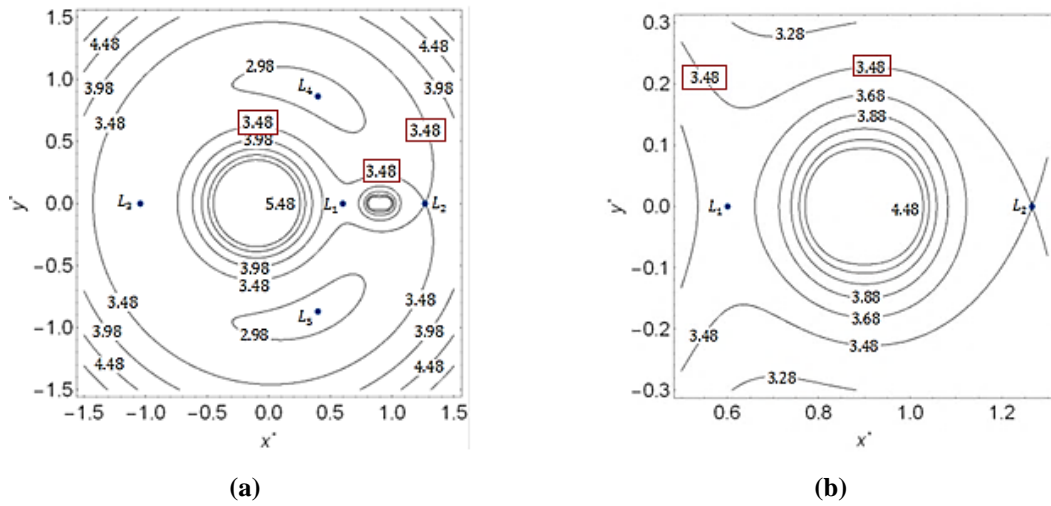 1.5
4.48 4.48
3.98 2.98 3.98
1.0
L₄
3.48 3.48 3.48
0.5
3.98
3.48
y*
0.0
L₃ 5.48 L₁ L₂
−0.5
3.98
3.48
3.48 L₅ 3.48
−1.0
2.98
3.98 3.98
4.48 4.48
−1.5
−1.5 −1.0 −0.5 0.0 0.5 1.0 1.5
x*
(a)
0.3
3.28
3.48
0.2
3.48
3.68
3.88
0.1
y*
0.0
L₁ 4.48 L₂
−0.1
3.88
3.68
−0.2
3.48
3.48
3.28
−0.3
0.6 0.8 1.0 1.2
x*
(b)